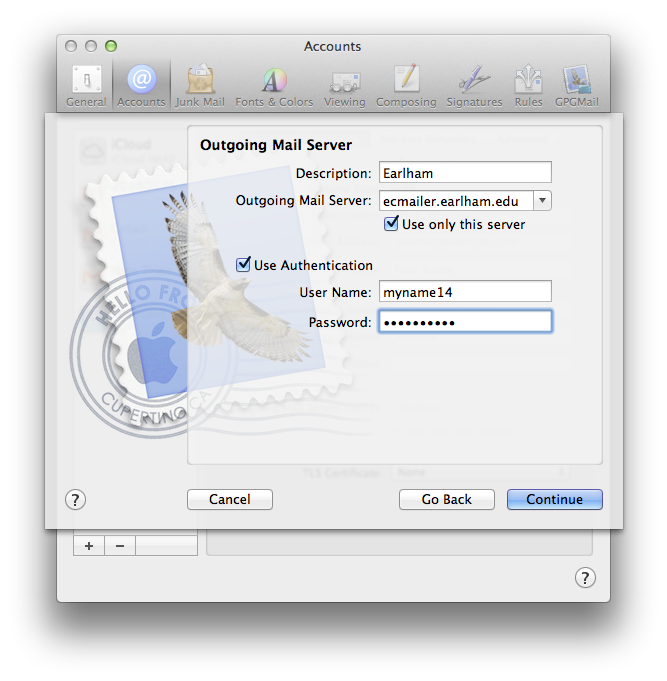 Accounts
General Accounts Junk Mail Fonts & Colors Viewing Composing Signatures Rules GPGMail
iCloud
Outgoing Mail Server
Description: Earlham
Outgoing Mail Server: ecmailer.earlham.edu
Use only this server
Use Authentication
User Name: myname14
Password: ••••••••••
HELLO FRO
CUPERTINO CA
TLS Certificate: None
? Cancel Go Back Continue
+ −
?